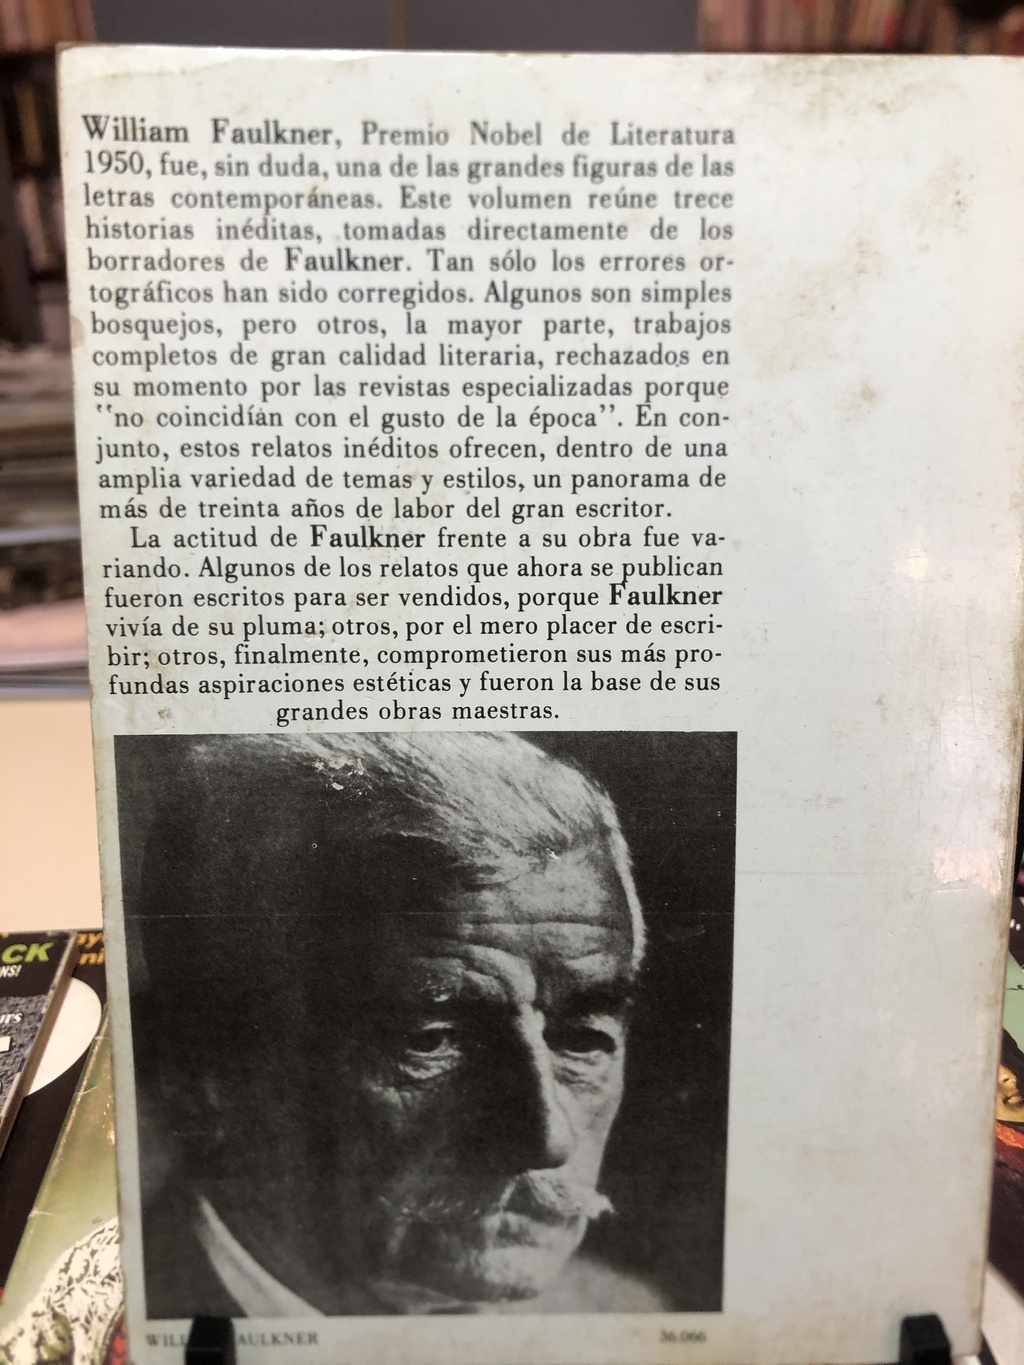 William Faulkner, Premio Nobel de Literatura
1950, fue, sin duda, una de las grandes figuras de las
letras contemporáneas. Este volumen reúne trece
historias inéditas, tomadas directamente de los
borradores de Faulkner. Tan sólo los errores or-
tográficos han sido corregidos. Algunos son simples
bosquejos, pero otros, la mayor parte, trabajos
completos de gran calidad literaria, rechazados en
su momento por las revistas especializadas porque
"no coincidían con el gusto de la época". En con-
junto, estos relatos inéditos ofrecen, dentro de una
amplia variedad de temas y estilos, un panorama de
más de treinta años de labor del gran escritor.
La actitud de Faulkner frente a su obra fue va-
riando. Algunos de los relatos que ahora se publican
fueron escritos para ser vendidos, porque Faulkner
vivía de su pluma; otros, por el mero placer de escri-
bir; otros, finalmente, comprometieron sus más pro-
fundas aspiraciones estéticas y fueron la base de sus
grandes obras maestras.
CK
NS!
WILL AULKNER 36.066